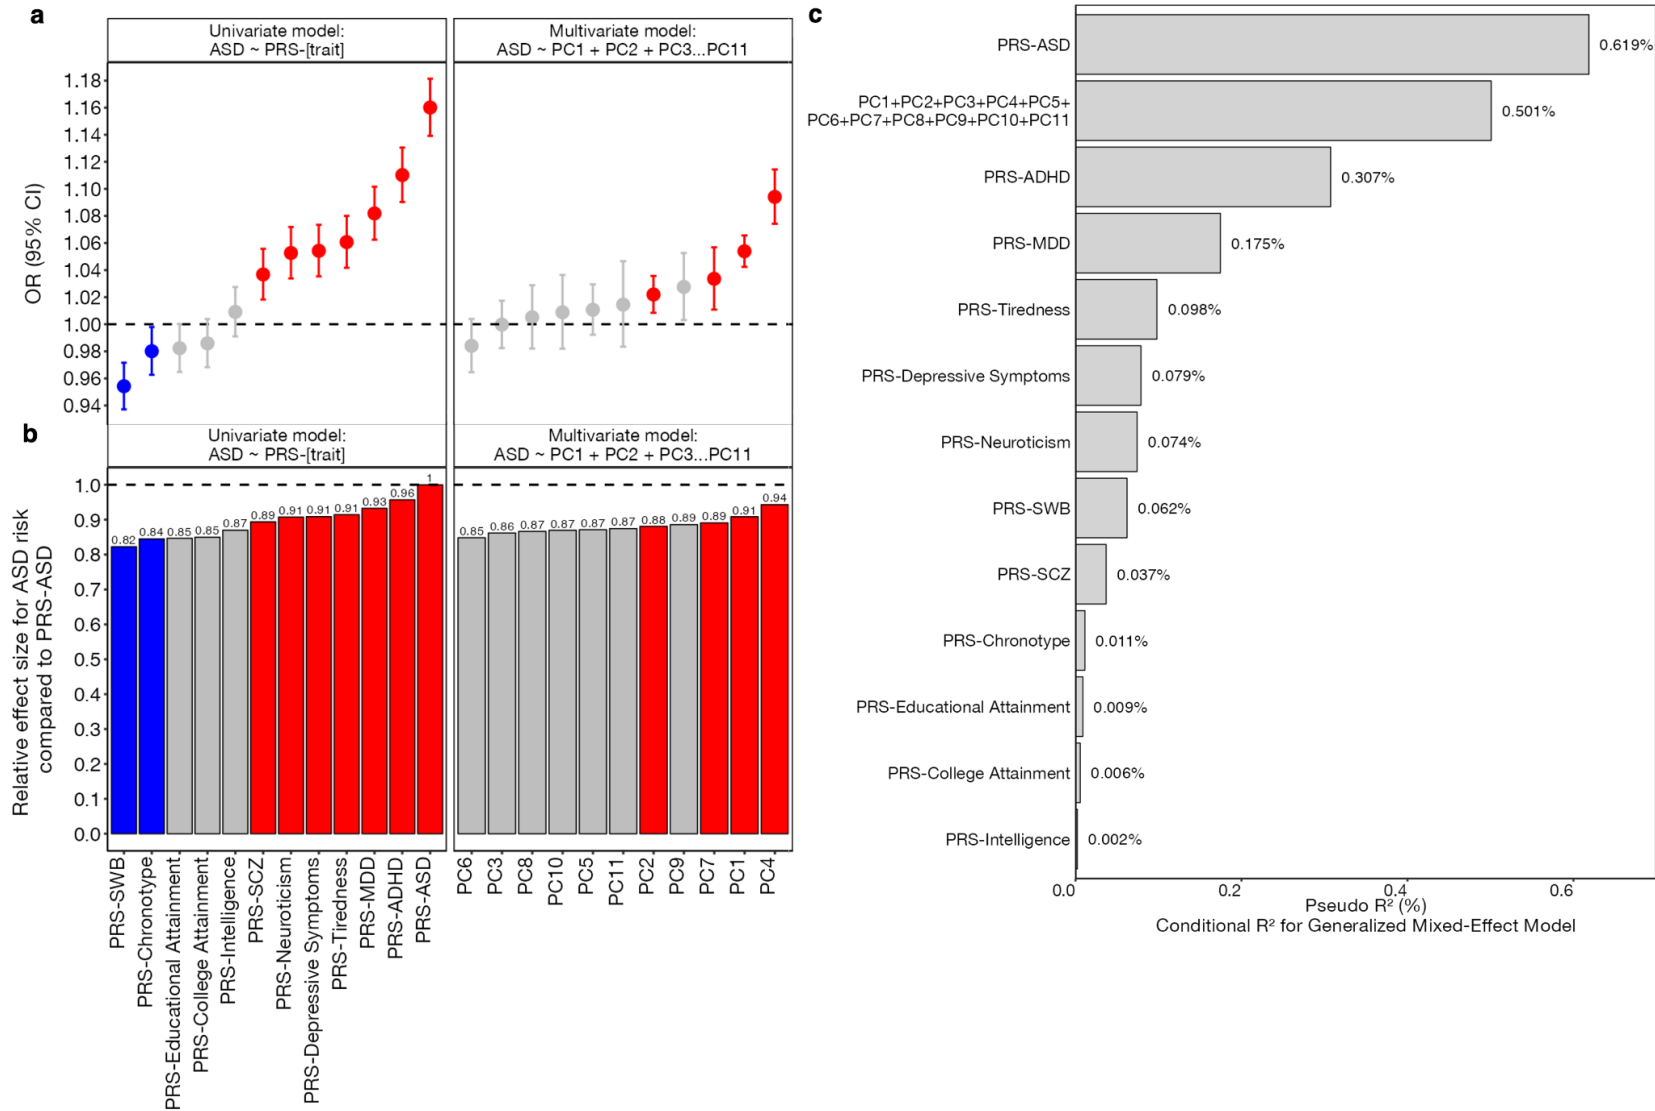 a
Univariate model:
ASD ~ PRS-[trait]
Multivariate model:
ASD ~ PC1 + PC2 + PC3...PC11
OR (95% CI)
1.18
1.16
1.14
1.12
1.10
1.08
1.06
1.04
1.02
1.00
0.98
0.96
0.94
b
Univariate model:
ASD ~ PRS-[trait]
Multivariate model:
ASD ~ PC1 + PC2 + PC3...PC11
Relative effect size for ASD risk
compared to PRS-ASD
1.0
0.9
0.8
0.7
0.6
0.5
0.4
0.3
0.2
0.1
0.0
0.82
0.84
0.85
0.85
0.87
0.89
0.91
0.91
0.91
0.93
0.96
1
0.85
0.86
0.87
0.87
0.87
0.87
0.88
0.89
0.89
0.91
0.94
PRS-SWB
PRS-Chronotype
PRS-Educational Attainment
PRS-College Attainment
PRS-Intelligence
PRS-SCZ
PRS-Neuroticism
PRS-Depressive Symptoms
PRS-Tiredness
PRS-MDD
PRS-ADHD
PRS-ASD
PC6
PC3
PC8
PC10
PC5
PC11
PC2
PC9
PC7
PC1
PC4
c
PRS-ASD
0.619%
PC1+PC2+PC3+PC4+PC5+
PC6+PC7+PC8+PC9+PC10+PC11
0.501%
PRS-ADHD
0.307%
PRS-MDD
0.175%
PRS-Tiredness
0.098%
PRS-Depressive Symptoms
0.079%
PRS-Neuroticism
0.074%
PRS-SWB
0.062%
PRS-SCZ
0.037%
PRS-Chronotype
0.011%
PRS-Educational Attainment
0.009%
PRS-College Attainment
0.006%
PRS-Intelligence
0.002%
0.0
0.2
0.4
0.6
Pseudo R² (%)
Conditional R² for Generalized Mixed-Effect Model